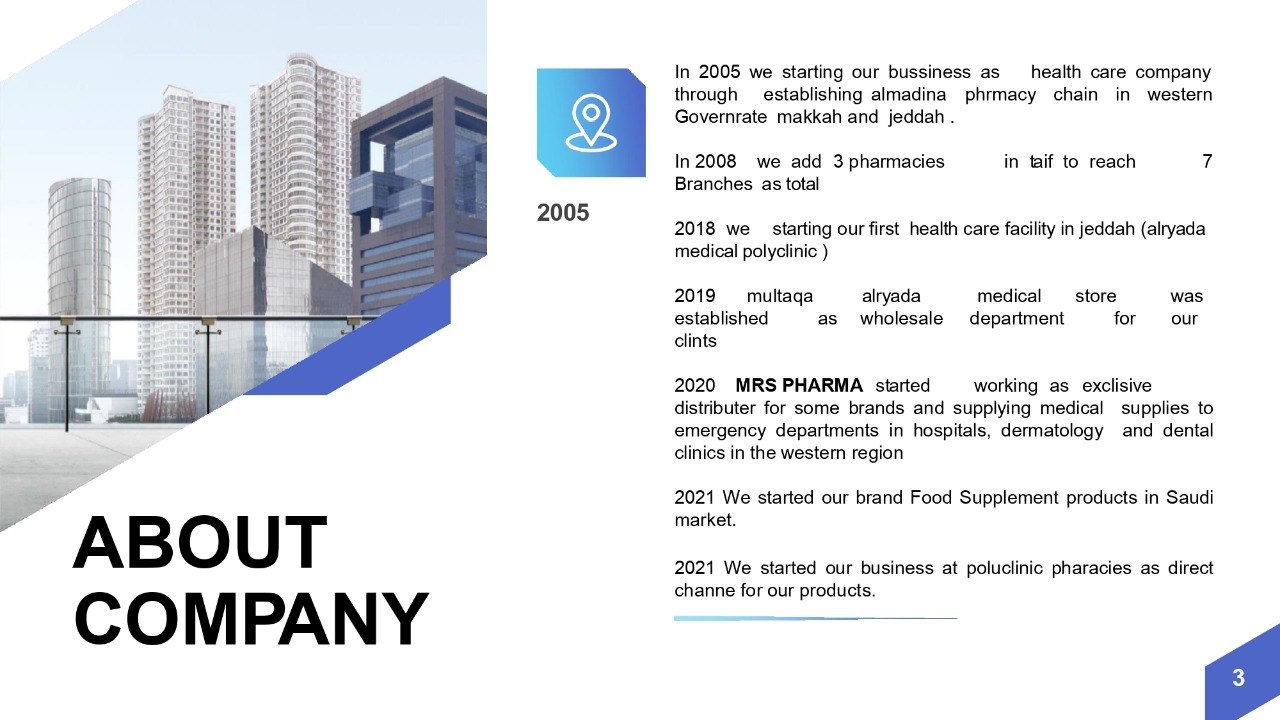 In 2005 we starting our bussiness as health care company
through establishing almadina phrmacy chain in western
Governrate makkah and jeddah .
In 2008 we add 3 pharmacies in taif to reach 7
Branches as total
2005
2018 we starting our first health care facility in jeddah (alryada
medical polyclinic )
2019 multaqa alryada medical store was
established as wholesale department for our
clints
2020 MRS PHARMA started working as exclisive
distributer for some brands and supplying medical supplies to
emergency departments in hospitals, dermatology and dental
clinics in the western region
2021 We started our brand Food Supplement products in Saudi
market.
2021 We started our business at poluclinic pharacies as direct
channe for our products.
ABOUT
COMPANY
3